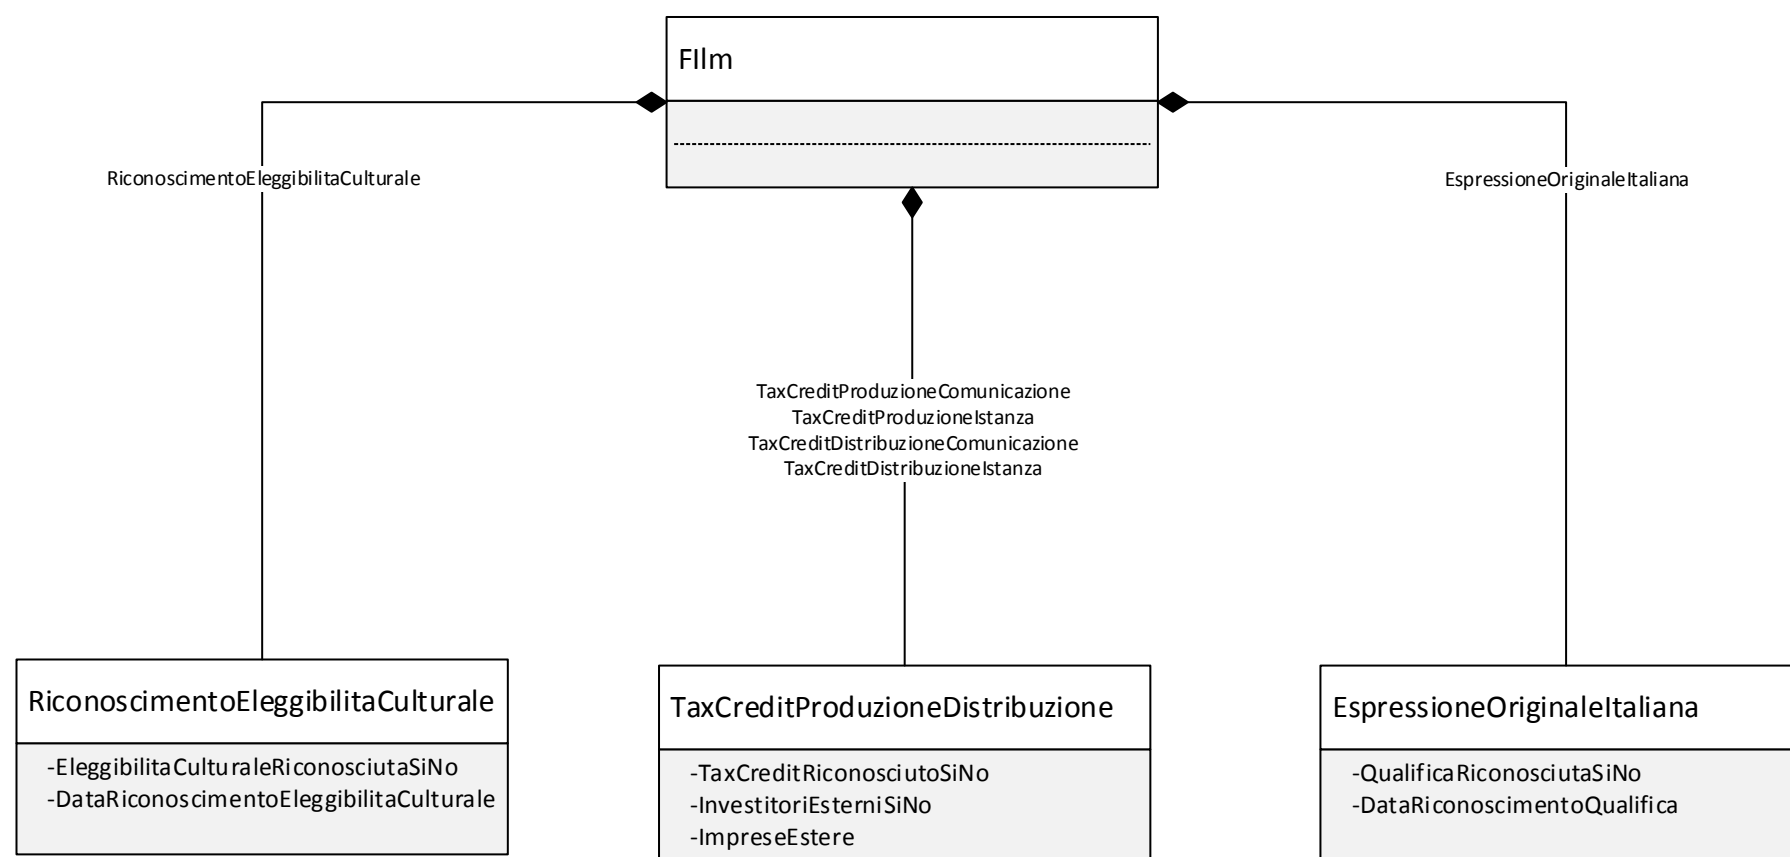 FIlm
RiconoscimentoEleggibilitaCulturale
EspressioneOriginaleItaliana
TaxCreditProduzioneComunicazione
TaxCreditProduzioneIstanza
TaxCreditDistribuzioneComunicazione
TaxCreditDistribuzioneIstanza
RiconoscimentoEleggibilitaCulturale
-EleggibilitaCulturaleRiconosciutaSiNo
-DataRiconoscimentoEleggibilitaCulturale
TaxCreditProduzioneDistribuzione
-TaxCreditRiconosciutoSiNo
-InvestitoriEsterniSiNo
-ImpreseEstere
EspressioneOriginaleItaliana
-QualificaRiconosciutaSiNo
-DataRiconoscimentoQualifica